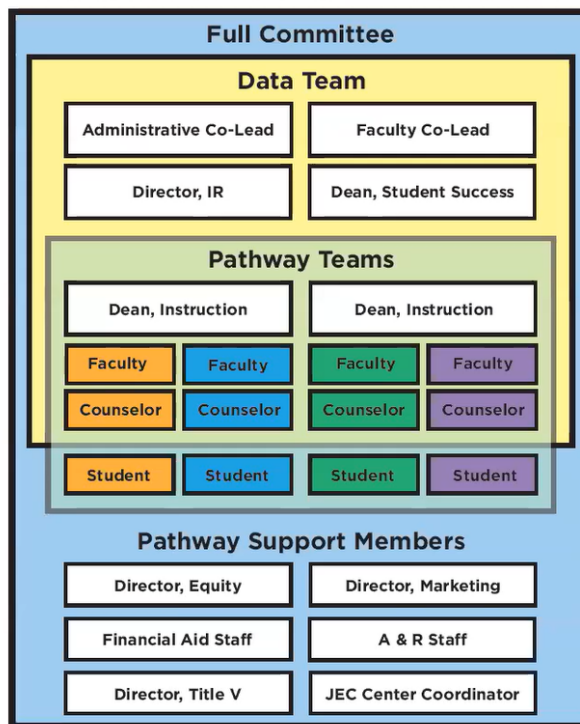 Full Committee
Data Team
Administrative Co-Lead
Faculty Co-Lead
Director, IR
Dean, Student Success
Pathway Teams
Dean, Instruction
Dean, Instruction
Faculty
Faculty
Faculty
Faculty
Counselor
Counselor
Counselor
Counselor
Student
Student
Student
Student
Pathway Support Members
Director, Equity
Director, Marketing
Financial Aid Staff
A & R Staff
Director, Title V
JEC Center Coordinator